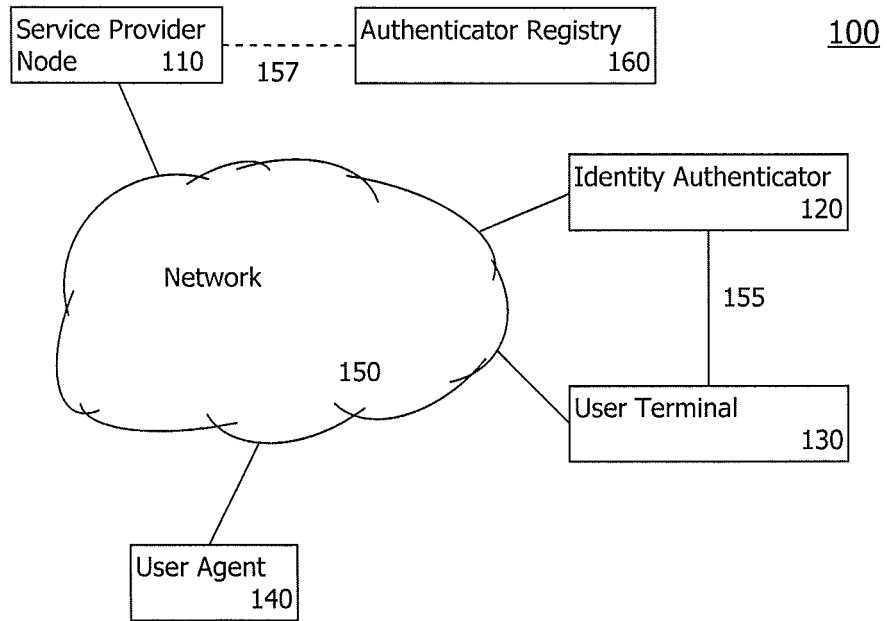 Service Provider
Node 110
157
Authenticator Registry
160
100
Identity Authenticator
120
Network
155
150
User Terminal
130
User Agent
140